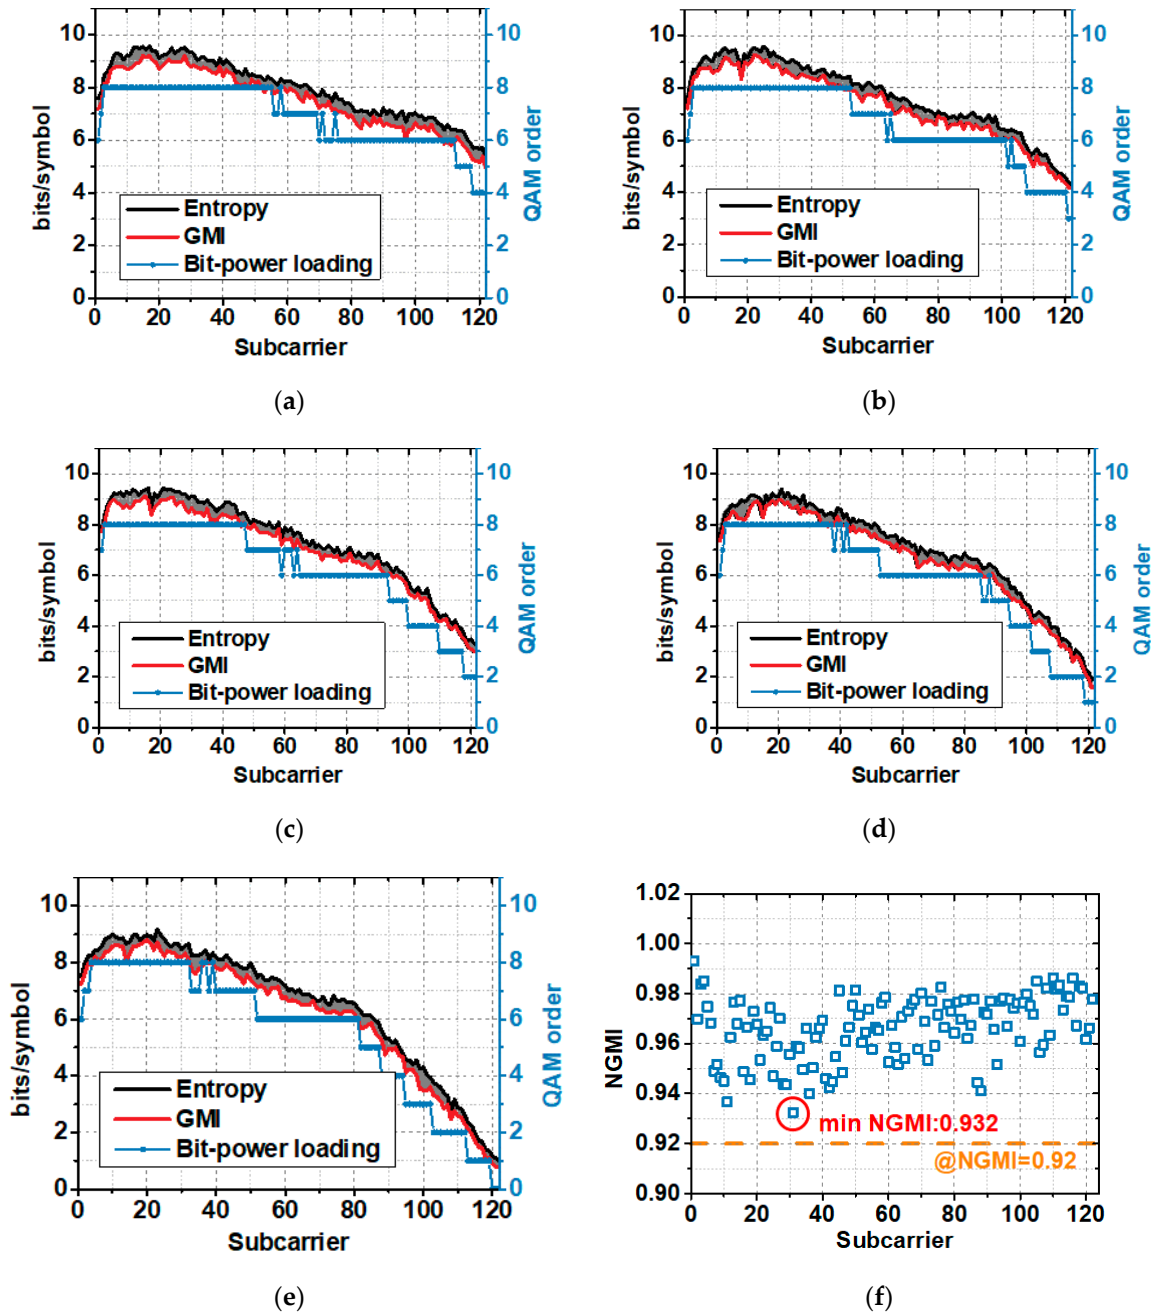 10
8
6
4
2
0
bits/symbol
Entropy
GMI
Bit-power loading
10
8
6
4
2
0
QAM order
0 20 40 60 80 100 120
Subcarrier
(a)
10
8
6
4
2
0
bits/symbol
Entropy
GMI
Bit-power loading
10
8
6
4
2
0
QAM order
0 20 40 60 80 100 120
Subcarrier
(b)
10
8
6
4
2
0
bits/symbol
Entropy
GMI
Bit-power loading
10
8
6
4
2
0
QAM order
0 20 40 60 80 100 120
Subcarrier
(c)
10
8
6
4
2
0
bits/symbol
Entropy
GMI
Bit-power loading
10
8
6
4
2
0
QAM order
0 20 40 60 80 100 120
Subcarrier
(d)
10
8
6
4
2
0
bits/symbol
Entropy
GMI
Bit-power loading
10
8
6
4
2
0
QAM order
0 20 40 60 80 100 120
Subcarrier
(e)
1.02
1.00
0.98
0.96
0.94
0.92
0.90
NGMI
min NGMI:0.932
@NGMI=0.92
0 20 40 60 80 100 120
Subcarrier
(f)